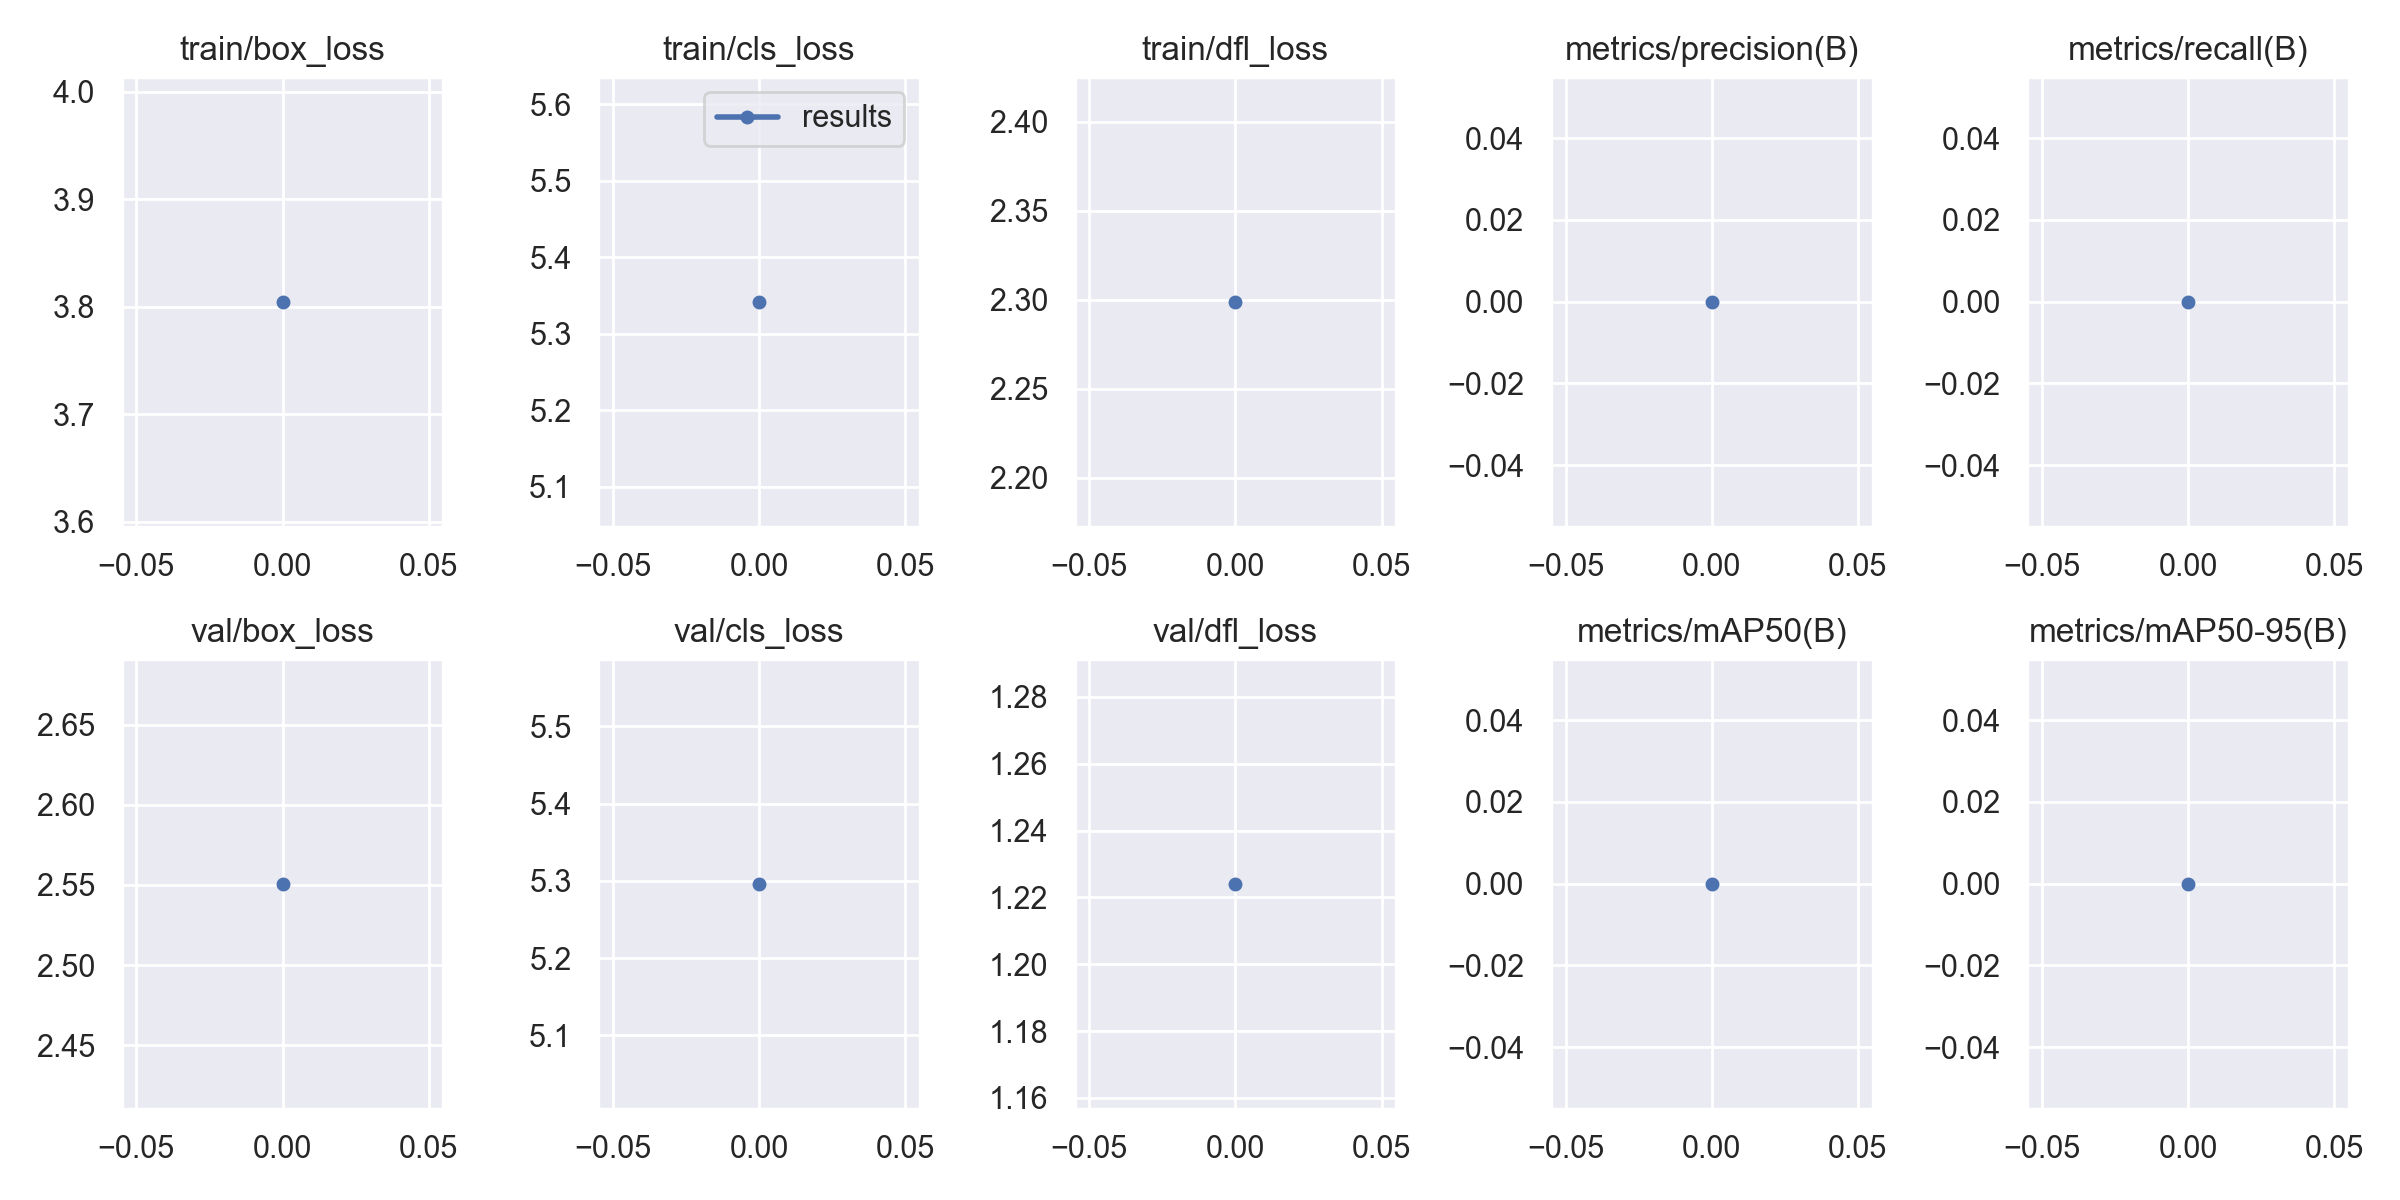 train/box_loss
4.0
3.9
3.8
3.7
3.6
−0.05 0.00 0.05
train/cls_loss
results
5.6
5.5
5.4
5.3
5.2
5.1
−0.05 0.00 0.05
train/dfl_loss
2.40
2.35
2.30
2.25
2.20
−0.05 0.00 0.05
metrics/precision(B)
0.04
0.02
0.00
−0.02
−0.04
−0.05 0.00 0.05
metrics/recall(B)
0.04
0.02
0.00
−0.02
−0.04
−0.05 0.00 0.05
val/box_loss
2.65
2.60
2.55
2.50
2.45
−0.05 0.00 0.05
val/cls_loss
5.5
5.4
5.3
5.2
5.1
−0.05 0.00 0.05
val/dfl_loss
1.28
1.26
1.24
1.22
1.20
1.18
1.16
−0.05 0.00 0.05
metrics/mAP50(B)
0.04
0.02
0.00
−0.02
−0.04
−0.05 0.00 0.05
metrics/mAP50-95(B)
0.04
0.02
0.00
−0.02
−0.04
−0.05 0.00 0.05